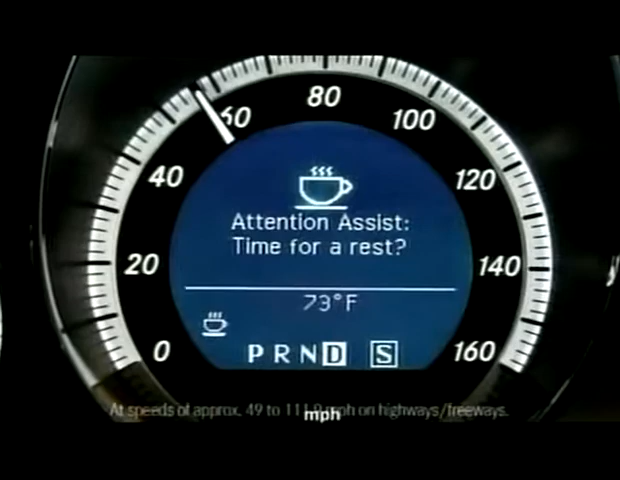 80
60
100
40
120
Attention Assist:
Time for a rest?
20
140
73°F
P R N D S
0
160
At speeds of approx. 49 to mph on highways/freeways.
mph